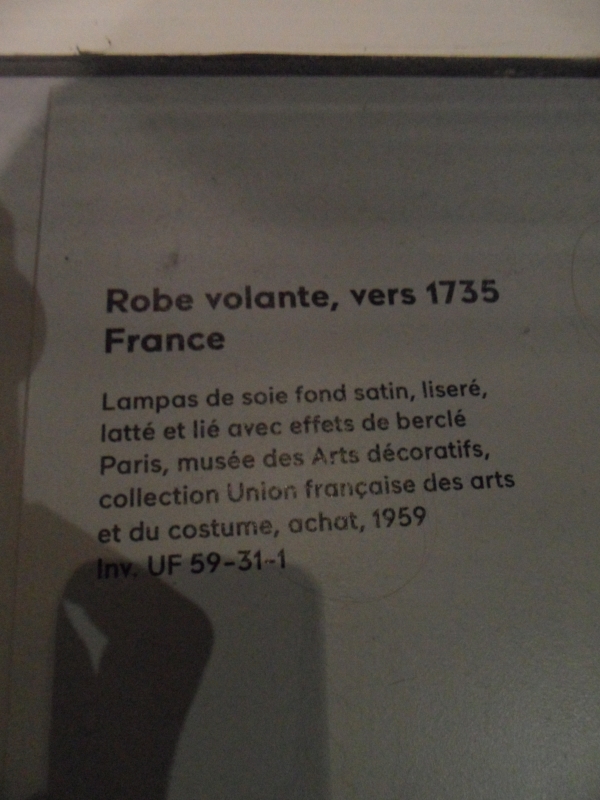 Robe volante, vers 1735
France
Lampas de soie fond satin, liseré,
latté et lié avec effets de berclé
Paris, musée des Arts décoratifs,
collection Union française des arts
et du costume, achat, 1959
Inv. UF 59-31-1